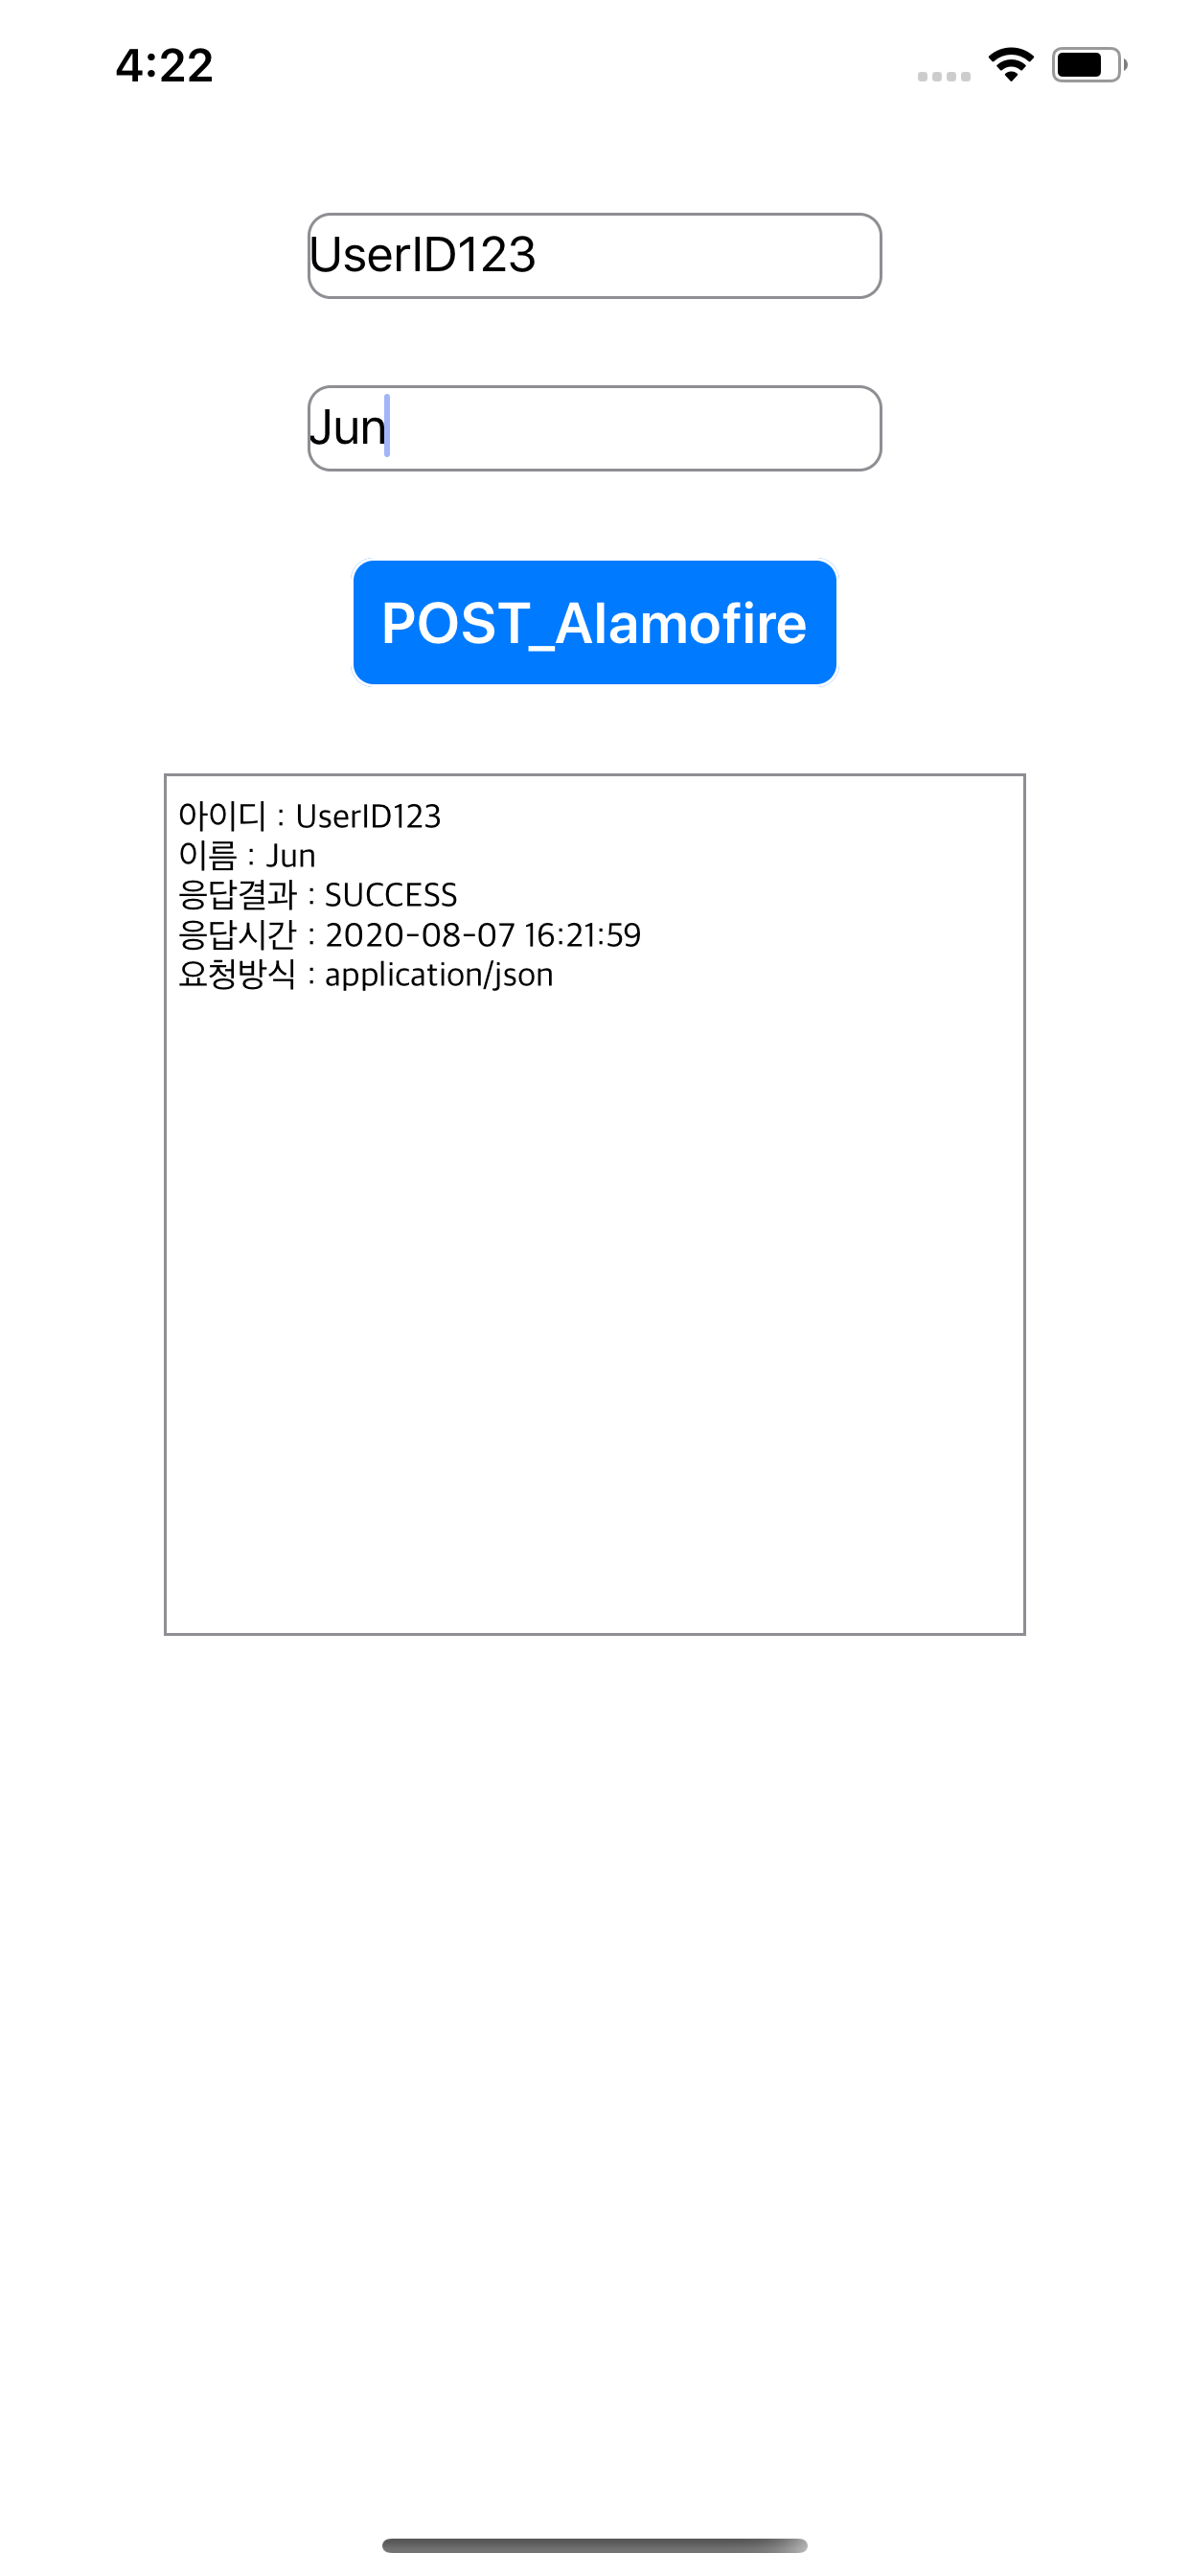 4:22
UserID123
Jun
POST_Alamofire
아이디 : UserID123
이름 : Jun
응답결과 : SUCCESS
응답시간 : 2020-08-07 16:21:59
요청방식 : application/json